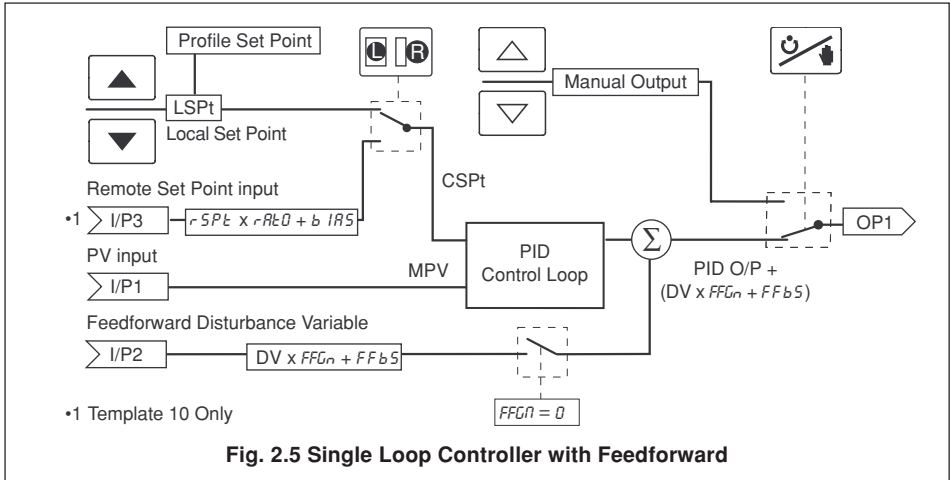 Profile Set Point
L R
LSPt
Local Set Point
Manual Output
Remote Set Point input
CSPt
•1 I/P3 rSPt x rAtO + bIAS
OP1
PV input
MPV
PID
Control Loop
Σ
I/P1
PID O/P +
(DV x FFGn + FFbS)
Feedforward Disturbance Variable
I/P2 DV x FFGn + FFbS
•1 Template 10 Only
FFGn = 0
Fig. 2.5 Single Loop Controller with Feedforward